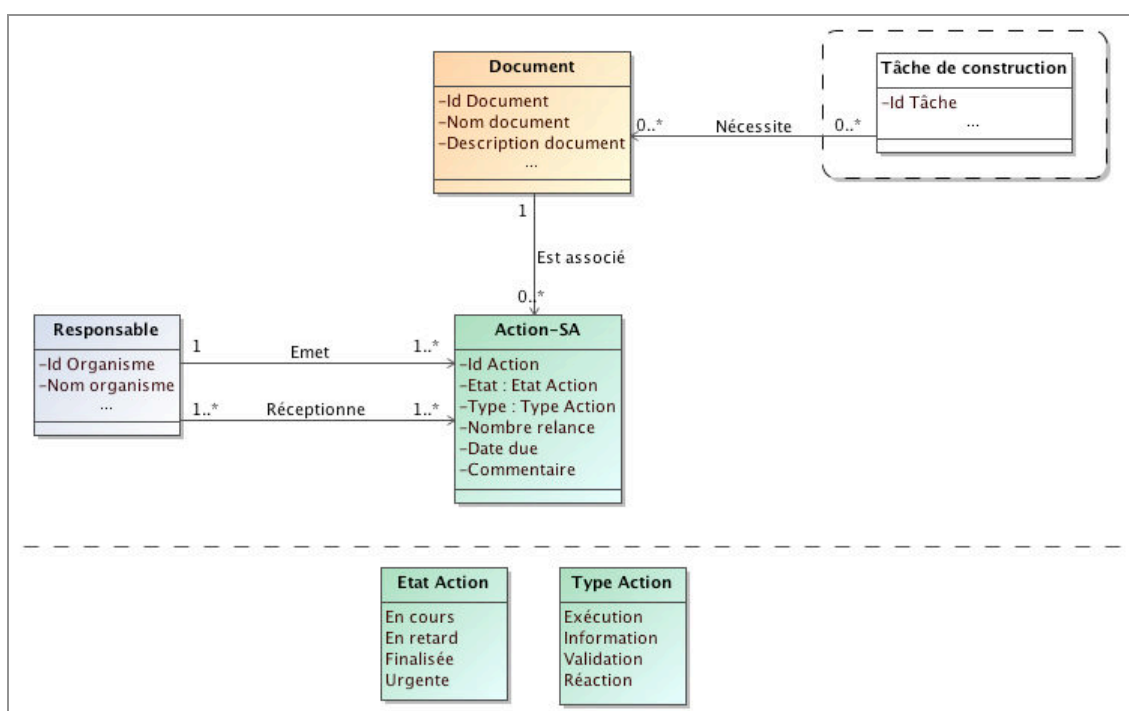 Document
-Id Document
-Nom document
-Description document
...
Tâche de construction
-Id Tâche
...
0..* Nécessite 0..*
1
Est associé
0..*
Responsable
-Id Organisme
-Nom organisme
...
1 Emet 1..*
1..* Réceptionne 1..*
Action-SA
-Id Action
-Etat : Etat Action
-Type : Type Action
-Nombre relance
-Date due
-Commentaire
Etat Action
En cours
En retard
Finalisée
Urgente
Type Action
Exécution
Information
Validation
Réaction